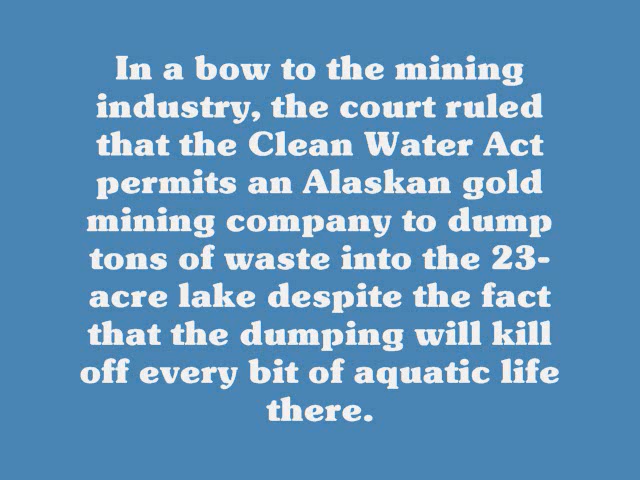 In a bow to the mining
industry, the court ruled
that the Clean Water Act
permits an Alaskan gold
mining company to dump
tons of waste into the 23-
acre lake despite the fact
that the dumping will kill
off every bit of aquatic life
there.